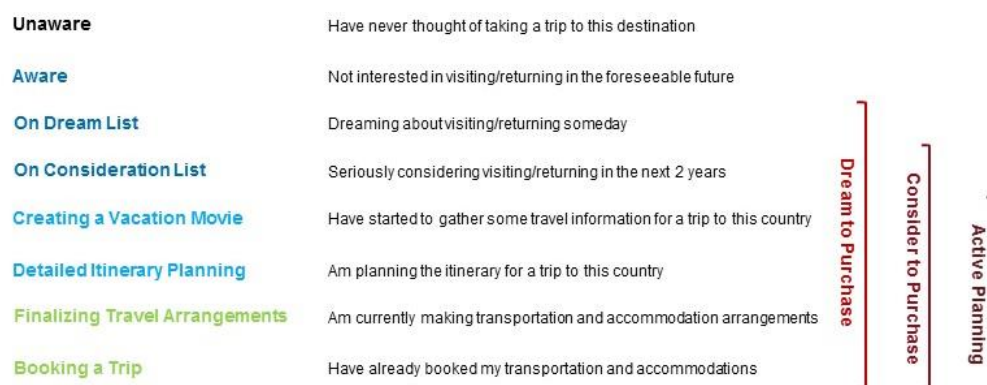 Unaware Have never thought of taking a trip to this destination
Aware Not interested in visiting/returning in the foreseeable future
On Dream List Dreaming about visiting/returning someday
On Consideration List Seriously considering visiting/returning in the next 2 years
Creating a Vacation Movie Have started to gather some travel information for a trip to this country
Detailed Itinerary Planning Am planning the itinerary for a trip to this country
Finalizing Travel Arrangements Am currently making transportation and accommodation arrangements
Booking a Trip Have already booked my transportation and accommodations
Dream to Purchase
Consider to Purchase
Active Planning